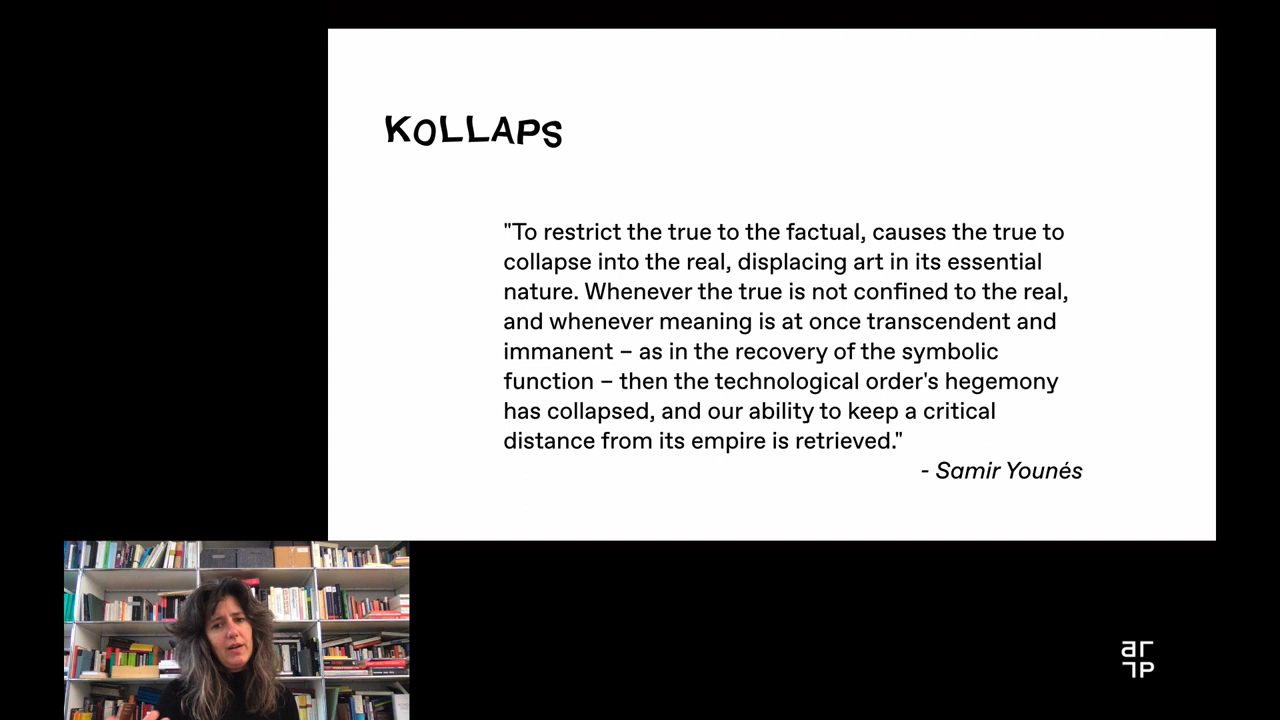 KOLLAPS
"To restrict the true to the factual, causes the true to
collapse into the real, displacing art in its essential
nature. Whenever the true is not confined to the real,
and whenever meaning is at once transcendent and
immanent – as in the recovery of the symbolic
function – then the technological order's hegemony
has collapsed, and our ability to keep a critical
distance from its empire is retrieved."
- Samir Younés